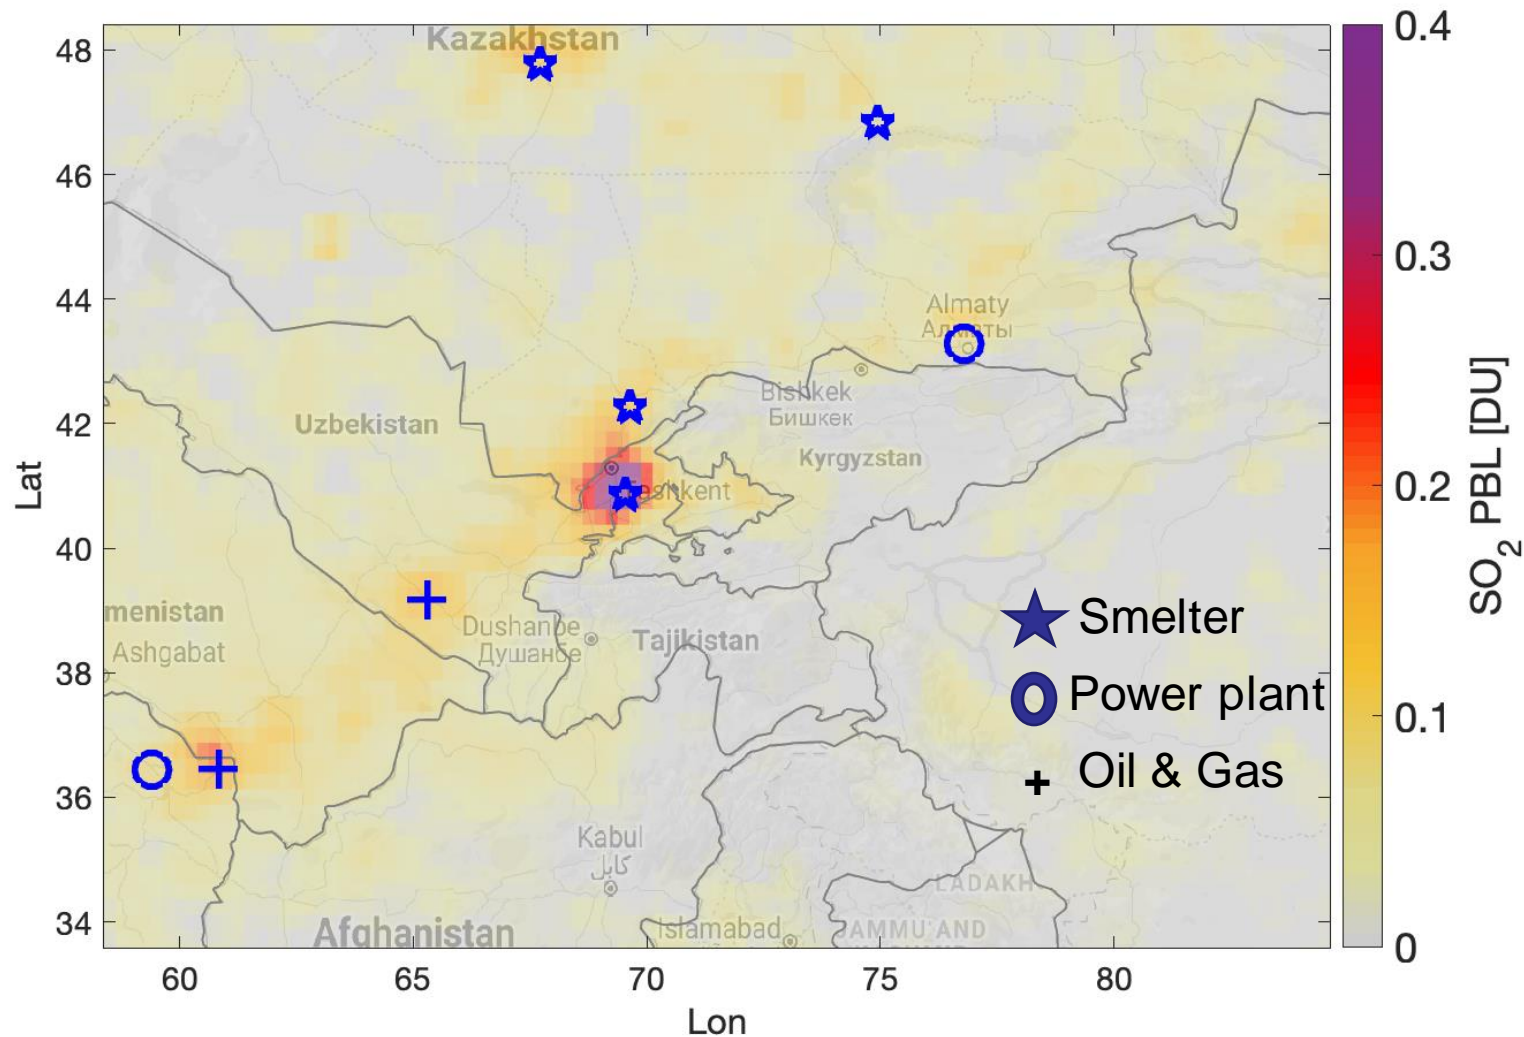 48
46
44
42
40
38
36
34
Lat
60
65
70
75
80
Lon
Kazakhstan
Almaty
Алматы
Bishkek
Бишкек
Uzbekistan
Kyrgyzstan
Tashkent
menistan
Ashgabat
Dushanbe
Душанбе
Tajikistan
Kabul
کابل
Afghanistan
Islamabad
LADAKH
JAMMU AND
Smelter
Power plant
Oil & Gas
0.4
0.3
0.2
0.1
0
SO2 PBL [DU]